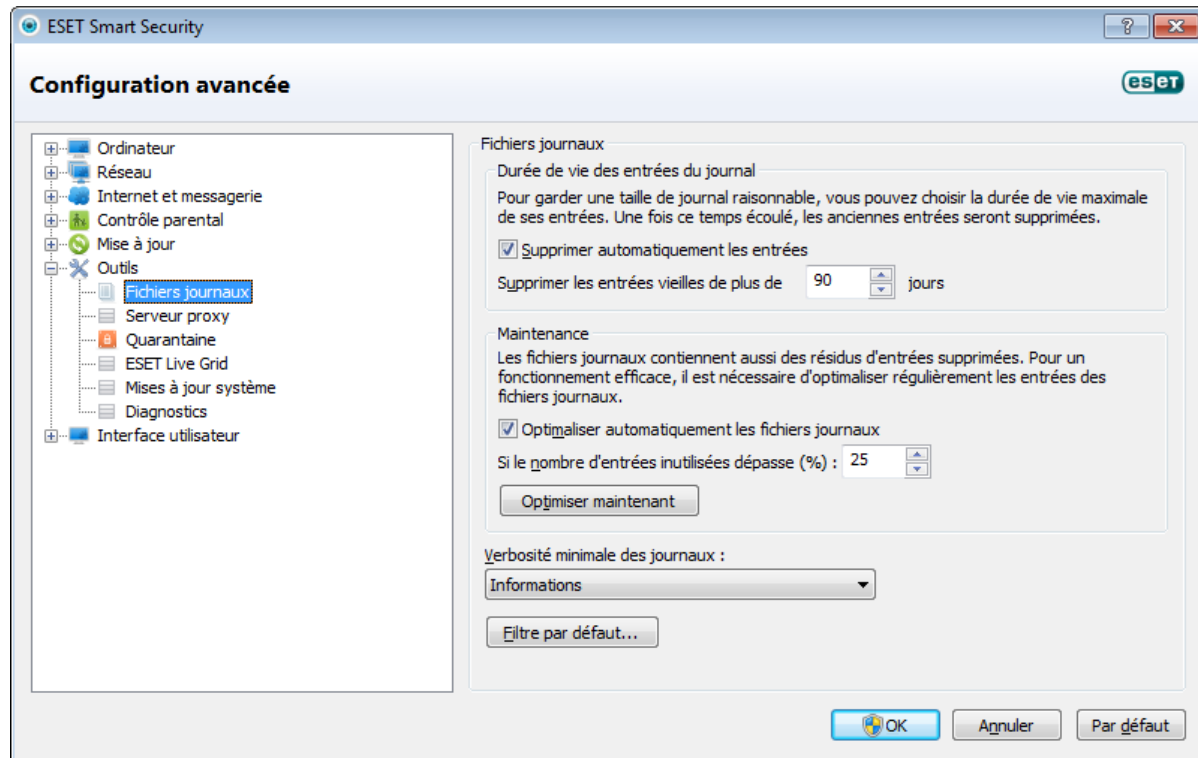 ESET Smart Security
Configuration avancée
eseT
Ordinateur
Réseau
Internet et messagerie
Contrôle parental
Mise à jour
Outils
Fichiers journaux
Serveur proxy
Quarantaine
ESET Live Grid
Mises à jour système
Diagnostics
Interface utilisateur
Fichiers journaux
Durée de vie des entrées du journal
Pour garder une taille de journal raisonnable, vous pouvez choisir la durée de vie maximale
de ses entrées. Une fois ce temps écoulé, les anciennes entrées seront supprimées.
Supprimer automatiquement les entrées
Supprimer les entrées vieilles de plus de 90 jours
Maintenance
Les fichiers journaux contiennent aussi des résidus d'entrées supprimées. Pour un
fonctionnement efficace, il est nécessaire d'optimaliser régulièrement les entrées des
fichiers journaux.
Optimaliser automatiquement les fichiers journaux
Si le nombre d'entrées inutilisées dépasse (%) : 25
Optimiser maintenant
Verbosité minimale des journaux :
Informations
Filtre par défaut...
OK Annuler Par défaut